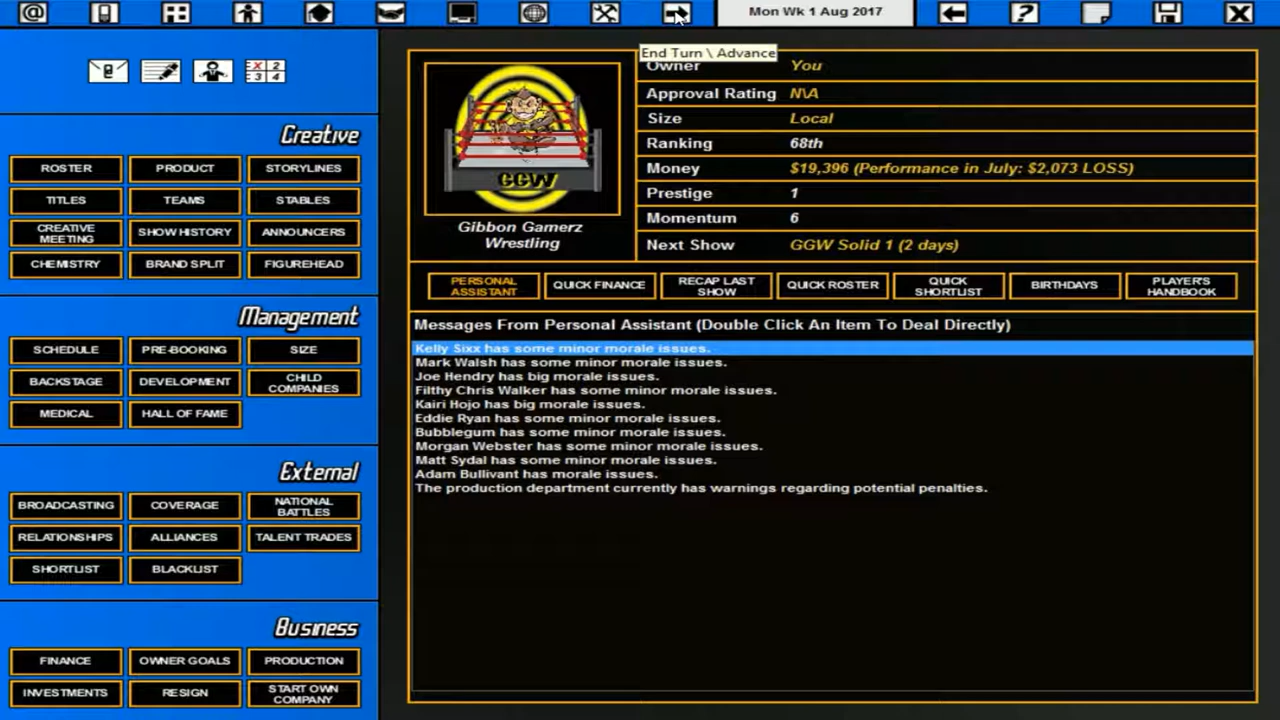 Mon Wk 1 Aug 2017
End Turn \ Advance
X 2
3 4
Creative
ROSTER
PRODUCT
STORYLINES
TITLES
TEAMS
STABLES
CREATIVE
MEETING
SHOW HISTORY
ANNOUNCERS
CHEMISTRY
BRAND SPLIT
FIGUREHEAD
Management
SCHEDULE
PRE-BOOKING
SIZE
BACKSTAGE
DEVELOPMENT
CHILD
COMPANIES
MEDICAL
HALL OF FAME
External
BROADCASTING
COVERAGE
NATIONAL
BATTLES
RELATIONSHIPS
ALLIANCES
TALENT TRADES
SHORTLIST
BLACKLIST
Business
FINANCE
OWNER GOALS
PRODUCTION
INVESTMENTS
RESIGN
START OWN
COMPANY
GGW
Gibbon Gamerz
Wrestling
Owner You
Approval Rating N\A
Size Local
Ranking 68th
Money $19,396 (Performance in July: $2,073 LOSS)
Prestige 1
Momentum 6
Next Show GGW Solid 1 (2 days)
PERSONAL
ASSISTANT
QUICK FINANCE
RECAP LAST
SHOW
QUICK ROSTER
QUICK
SHORTLIST
BIRTHDAYS
PLAYER'S
HANDBOOK
Messages From Personal Assistant (Double Click An Item To Deal Directly)
Kelly Sixx has some minor morale issues.
Mark Walsh has some minor morale issues.
Joe Hendry has big morale issues.
Filthy Chris Walker has some minor morale issues.
Kairi Hojo has big morale issues.
Eddie Ryan has some minor morale issues.
Bubblegum has some minor morale issues.
Morgan Webster has some minor morale issues.
Matt Sydal has some minor morale issues.
Adam Bullivant has morale issues.
The production department currently has warnings regarding potential penalties.